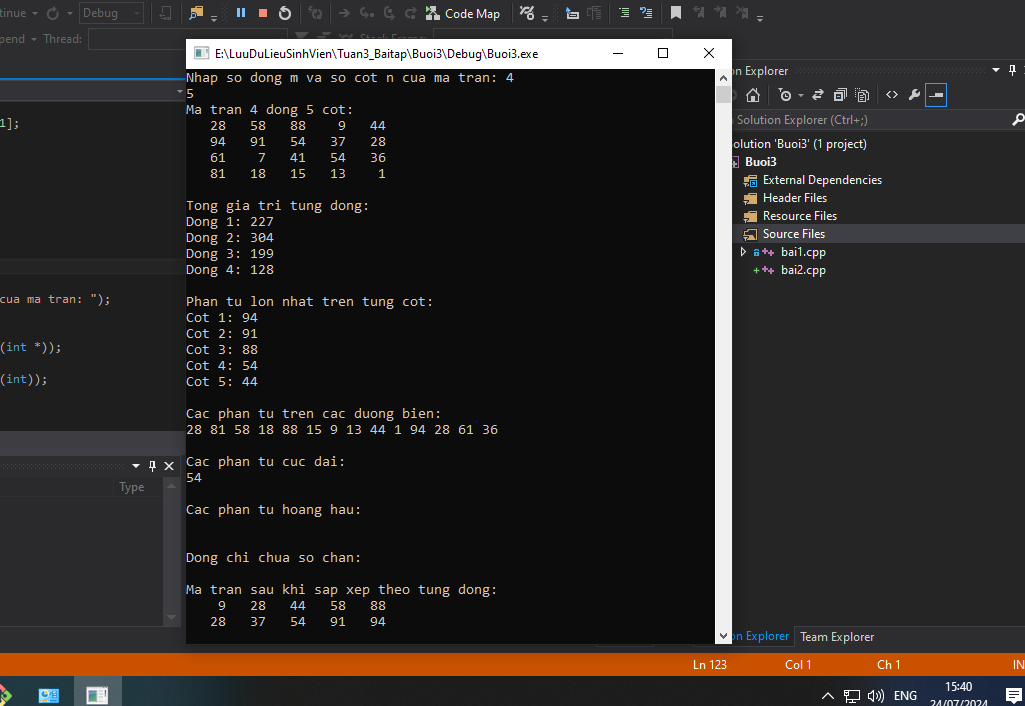 tinue Debug Code Map
pend Thread: Stack Frame:
E:\LuuDuLieuSinhVien\Tuan3_Baitap\Buoi3\Debug\Buoi3.exe
Nhap so dong m va so cot n cua ma tran: 4
5
Ma tran 4 dong 5 cot:
28 58 88 9 44
94 91 54 37 28
61 7 41 54 36
81 18 15 13 1
Tong gia tri tung dong:
Dong 1: 227
Dong 2: 304
Dong 3: 199
Dong 4: 128
Phan tu lon nhat tren tung cot:
Cot 1: 94
Cot 2: 91
Cot 3: 88
Cot 4: 54
Cot 5: 44
Cac phan tu tren cac duong bien:
28 81 58 18 88 15 9 13 44 1 94 28 61 36
Cac phan tu cuc dai:
54
Cac phan tu hoang hau:
Dong chi chua so chan:
Ma tran sau khi sap xep theo tung dong:
9 28 44 58 88
28 37 54 91 94
1];
cua ma tran: ");
(int *));
(int));
Type
on Explorer
Solution Explorer (Ctrl+;)
olution 'Buoi3' (1 project)
Buoi3
External Dependencies
Header Files
Resource Files
Source Files
bai1.cpp
bai2.cpp
on Explorer Team Explorer
Ln 123 Col 1 Ch 1 IN
ENG
15:40
24/07/2024